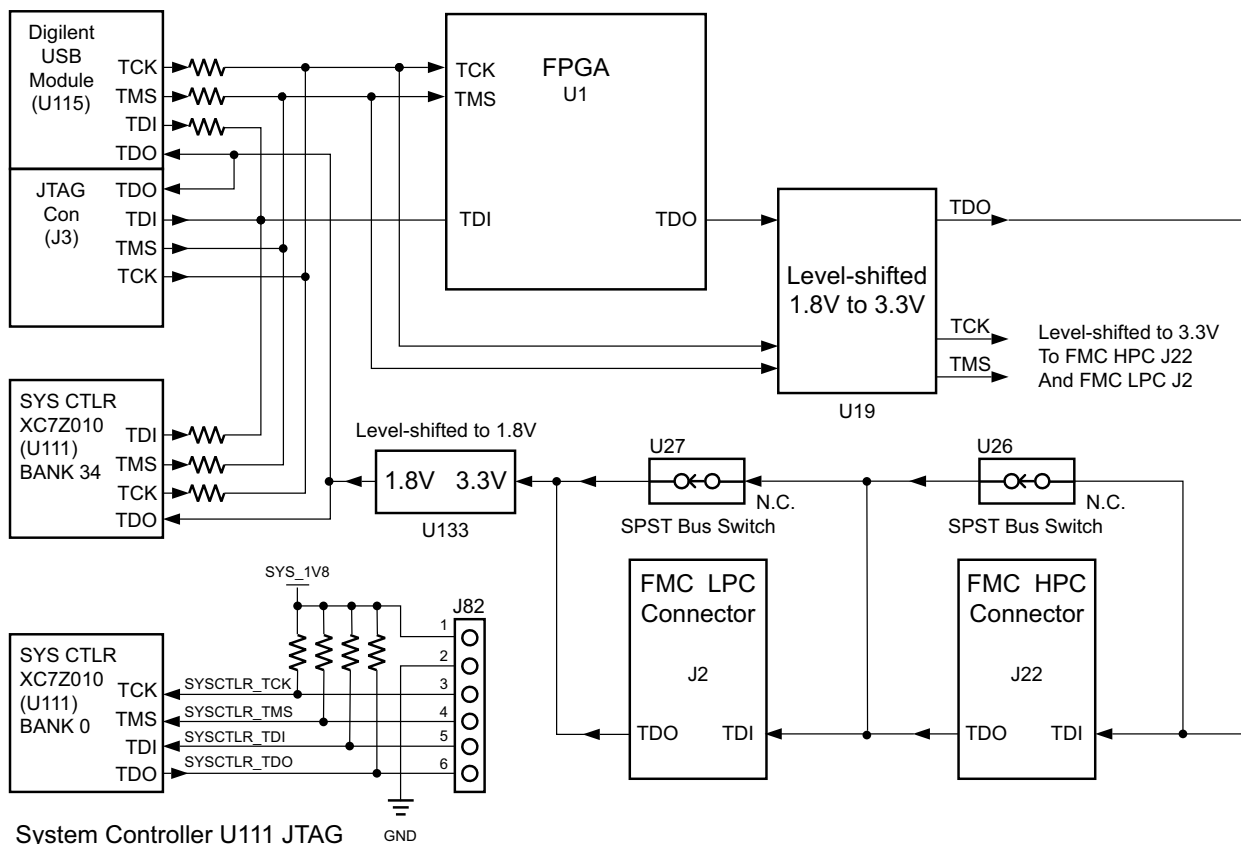 Digilent
USB
Module
(U115)
TCK
TMS
TDI
TDO
JTAG
Con
(J3)
TDO
TDI
TMS
TCK
FPGA
U1
TCK
TMS
TDI
TDO
Level-shifted
1.8V to 3.3V
U19
TDO
TCK
TMS
Level-shifted to 3.3V
To FMC HPC J22
And FMC LPC J2
SYS CTLR
XC7Z010
(U111)
BANK 34
TDI
TMS
TCK
TDO
Level-shifted to 1.8V
1.8V 3.3V
U133
U27
N.C.
SPST Bus Switch
U26
N.C.
SPST Bus Switch
FMC LPC
Connector
J2
TDO TDI
FMC HPC
Connector
J22
TDO TDI
SYS_1V8
J82
1
2
3
4
5
6
SYS CTLR
XC7Z010
(U111)
BANK 0
TCK
TMS
TDI
TDO
SYSCTLR_TCK
SYSCTLR_TMS
SYSCTLR_TDI
SYSCTLR_TDO
GND
System Controller U111 JTAG